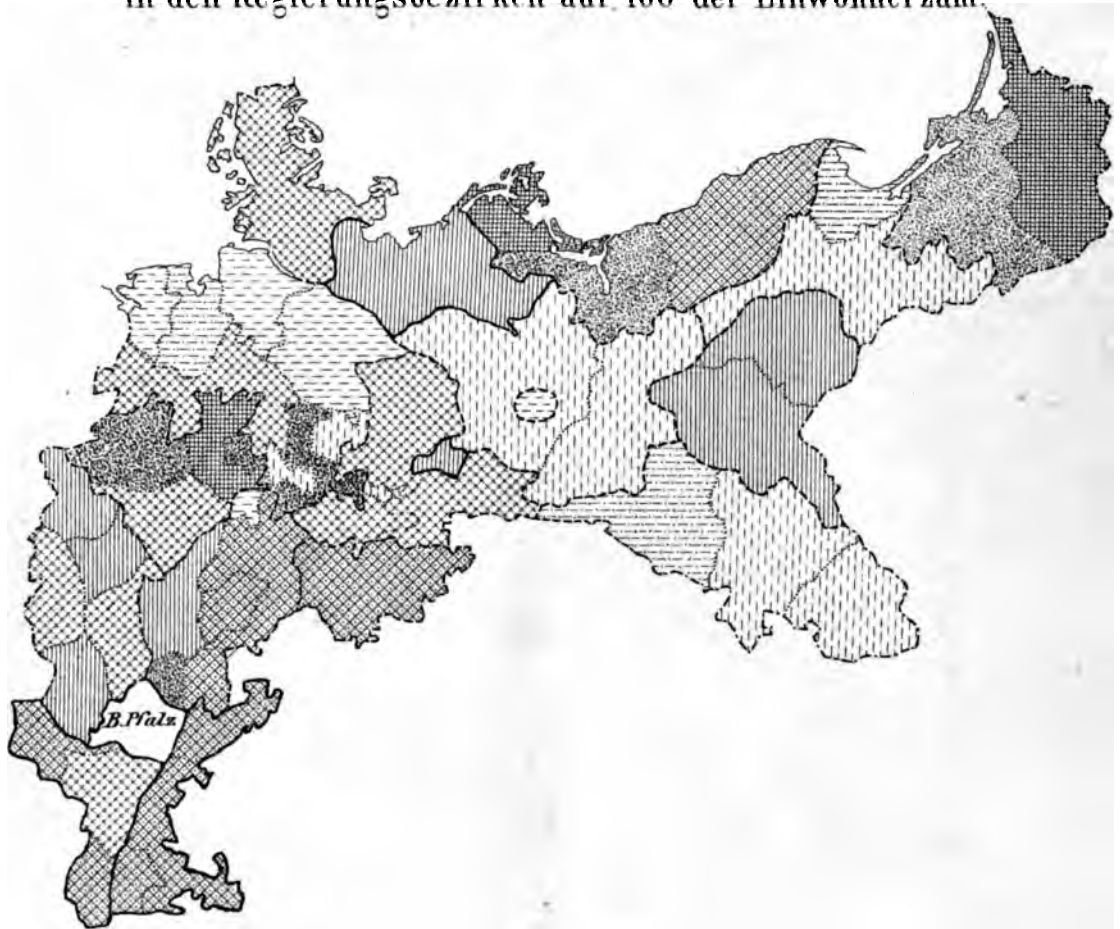 in den Regierungsbezirken auf 100 der Einwohnerzahl.
B. Pfalz